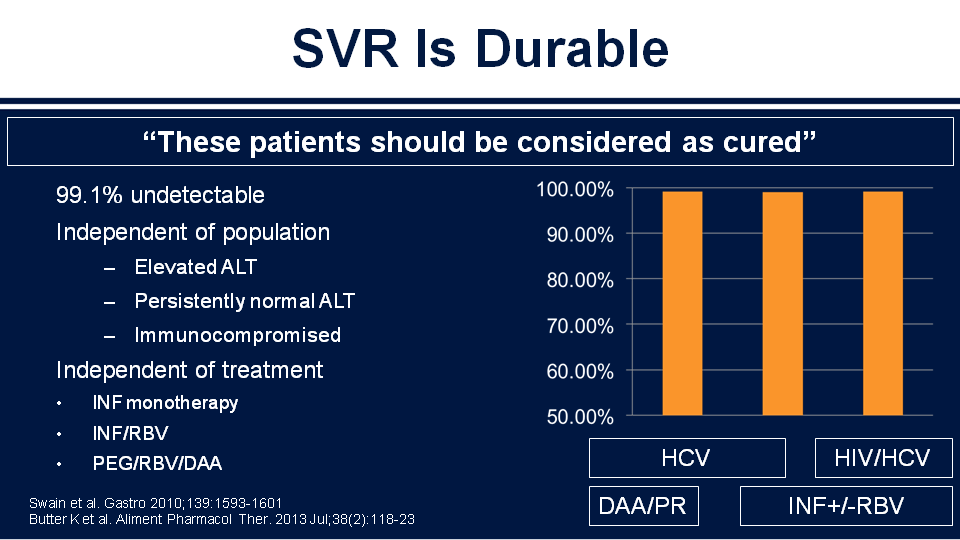 SVR Is Durable
“These patients should be considered as cured”
99.1% undetectable
Independent of population
– Elevated ALT
– Persistently normal ALT
– Immunocompromised
Independent of treatment
• INF monotherapy
• INF/RBV
• PEG/RBV/DAA
Swain et al. Gastro 2010;139:1593-1601
Butter K et al. Aliment Pharmacol Ther. 2013 Jul;38(2):118-23
100.00%
90.00%
80.00%
70.00%
60.00%
50.00%
HCV
HIV/HCV
DAA/PR
INF+/-RBV